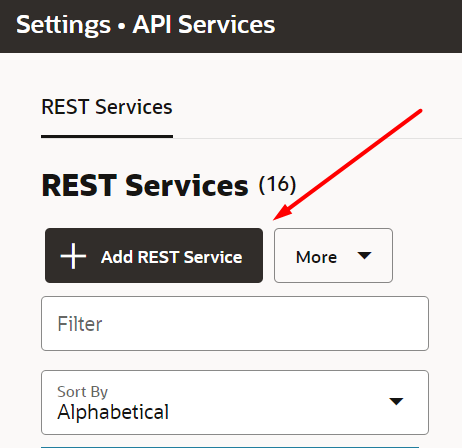 Settings • API Services
REST Services
REST Services (16)
Add REST Service
More
Filter
Sort By
Alphabetical